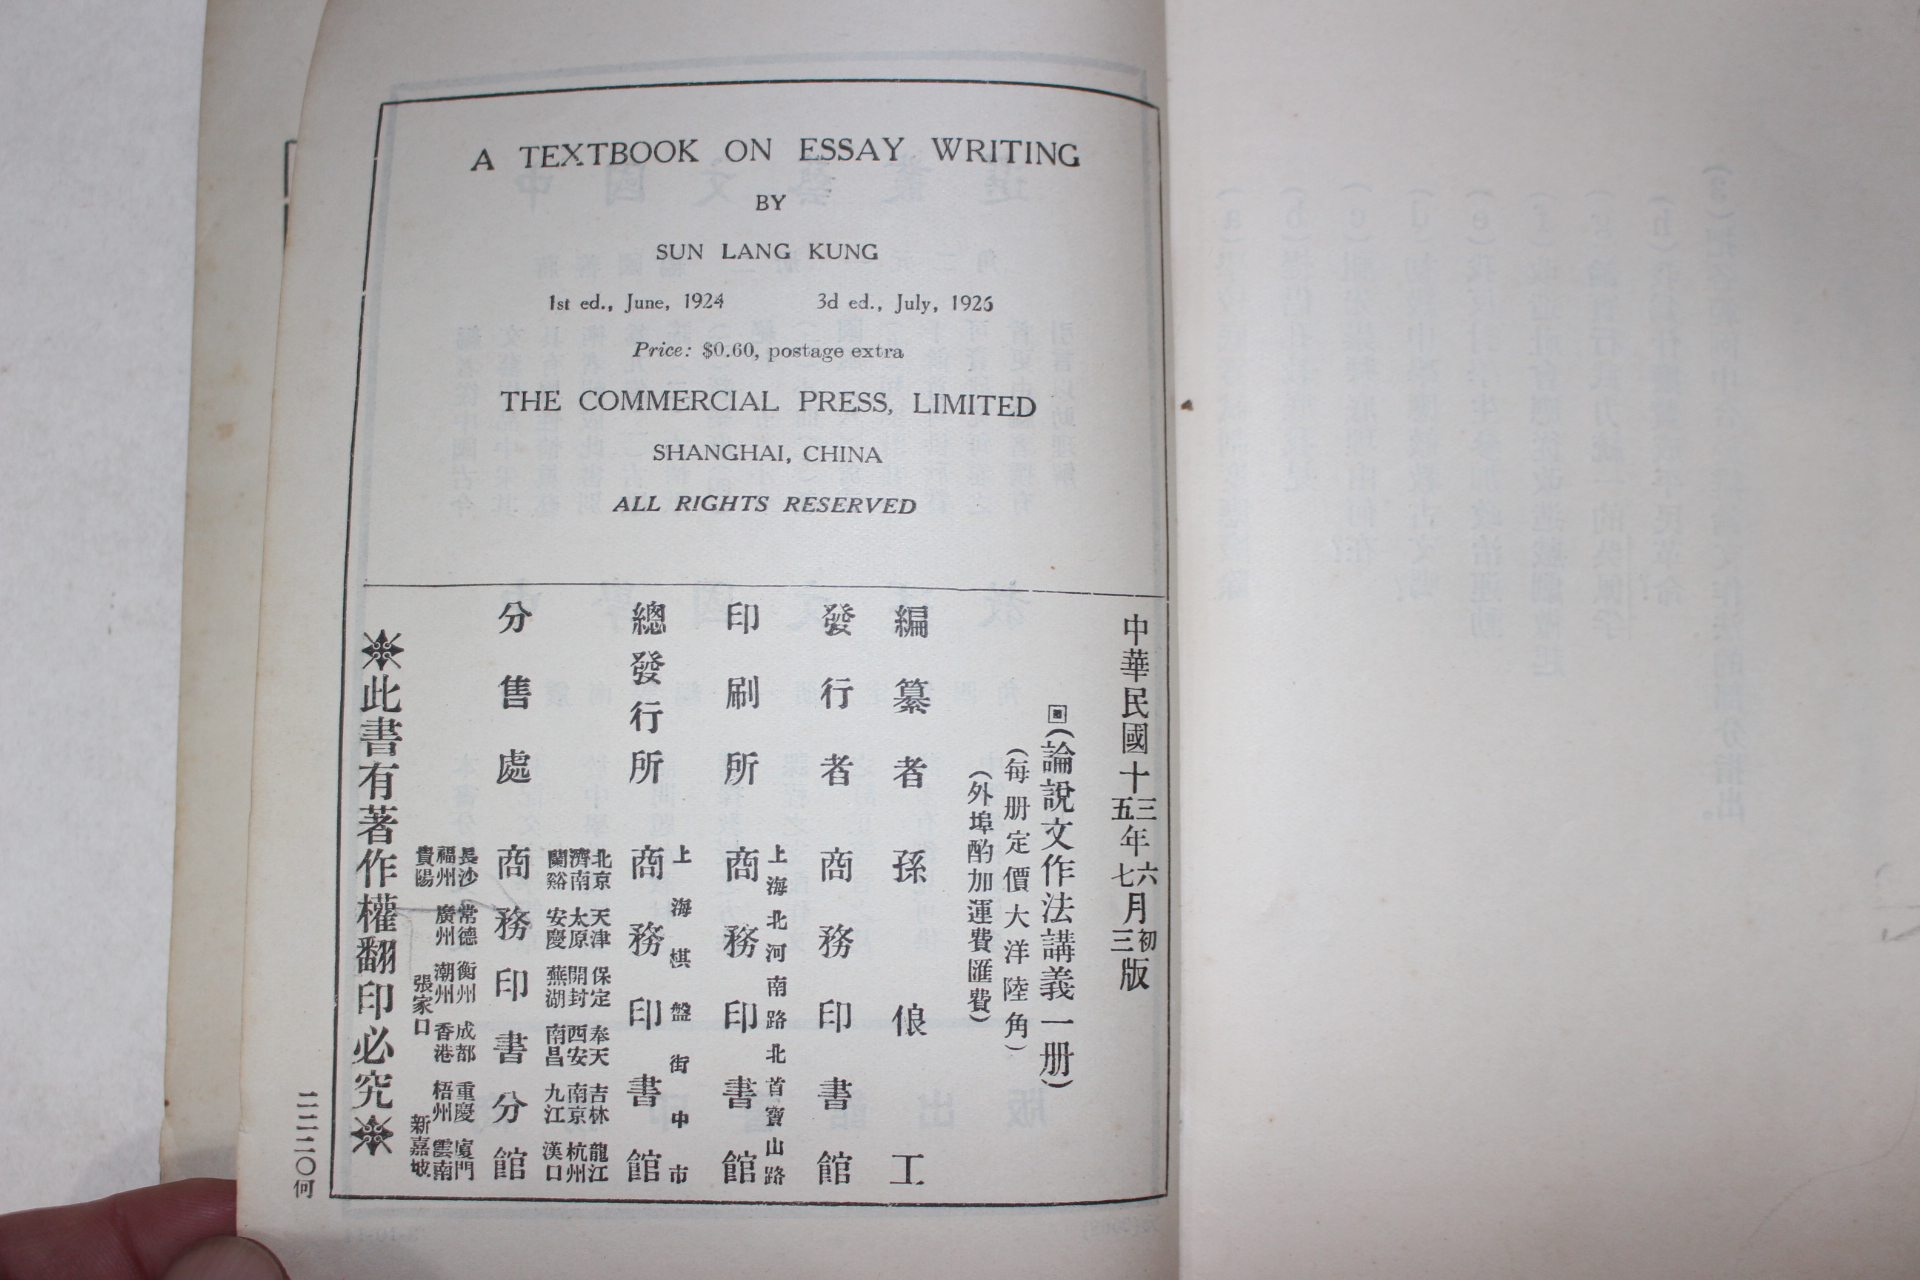 A TEXTBOOK ON ESSAY WRITING
BY
SUN LANG KUNG
1st ed., June, 1924 3d ed., July, 1926
Price: $0.60, postage extra
THE COMMERCIAL PRESS, LIMITED
SHANGHAI, CHINA
ALL RIGHTS RESERVED
中華民國十三年六月初版
五 七 三
(論說文作法講義一册)
(每册定價大洋陸角)
(外埠酌加運費匯費)
編纂者 孫俍工
發行者 商務印書館
上海北河南路北首寶山路
印刷所 商務印書館
上海棋盤街中市
總發行所 商務印書館
北京 天津 保定 奉天 吉林 龍江
濟南 太原 開封 西安 南京 杭州
蘭谿 安慶 蕪湖 南昌 九江 漢口
分售處 商務印書分館
長沙 常德 衡州 成都 重慶 廈門
福州 廣州 潮州 香港 梧州 雲南
貴陽 張家口 新嘉坡
此書有著作權翻印必究
二二二〇何